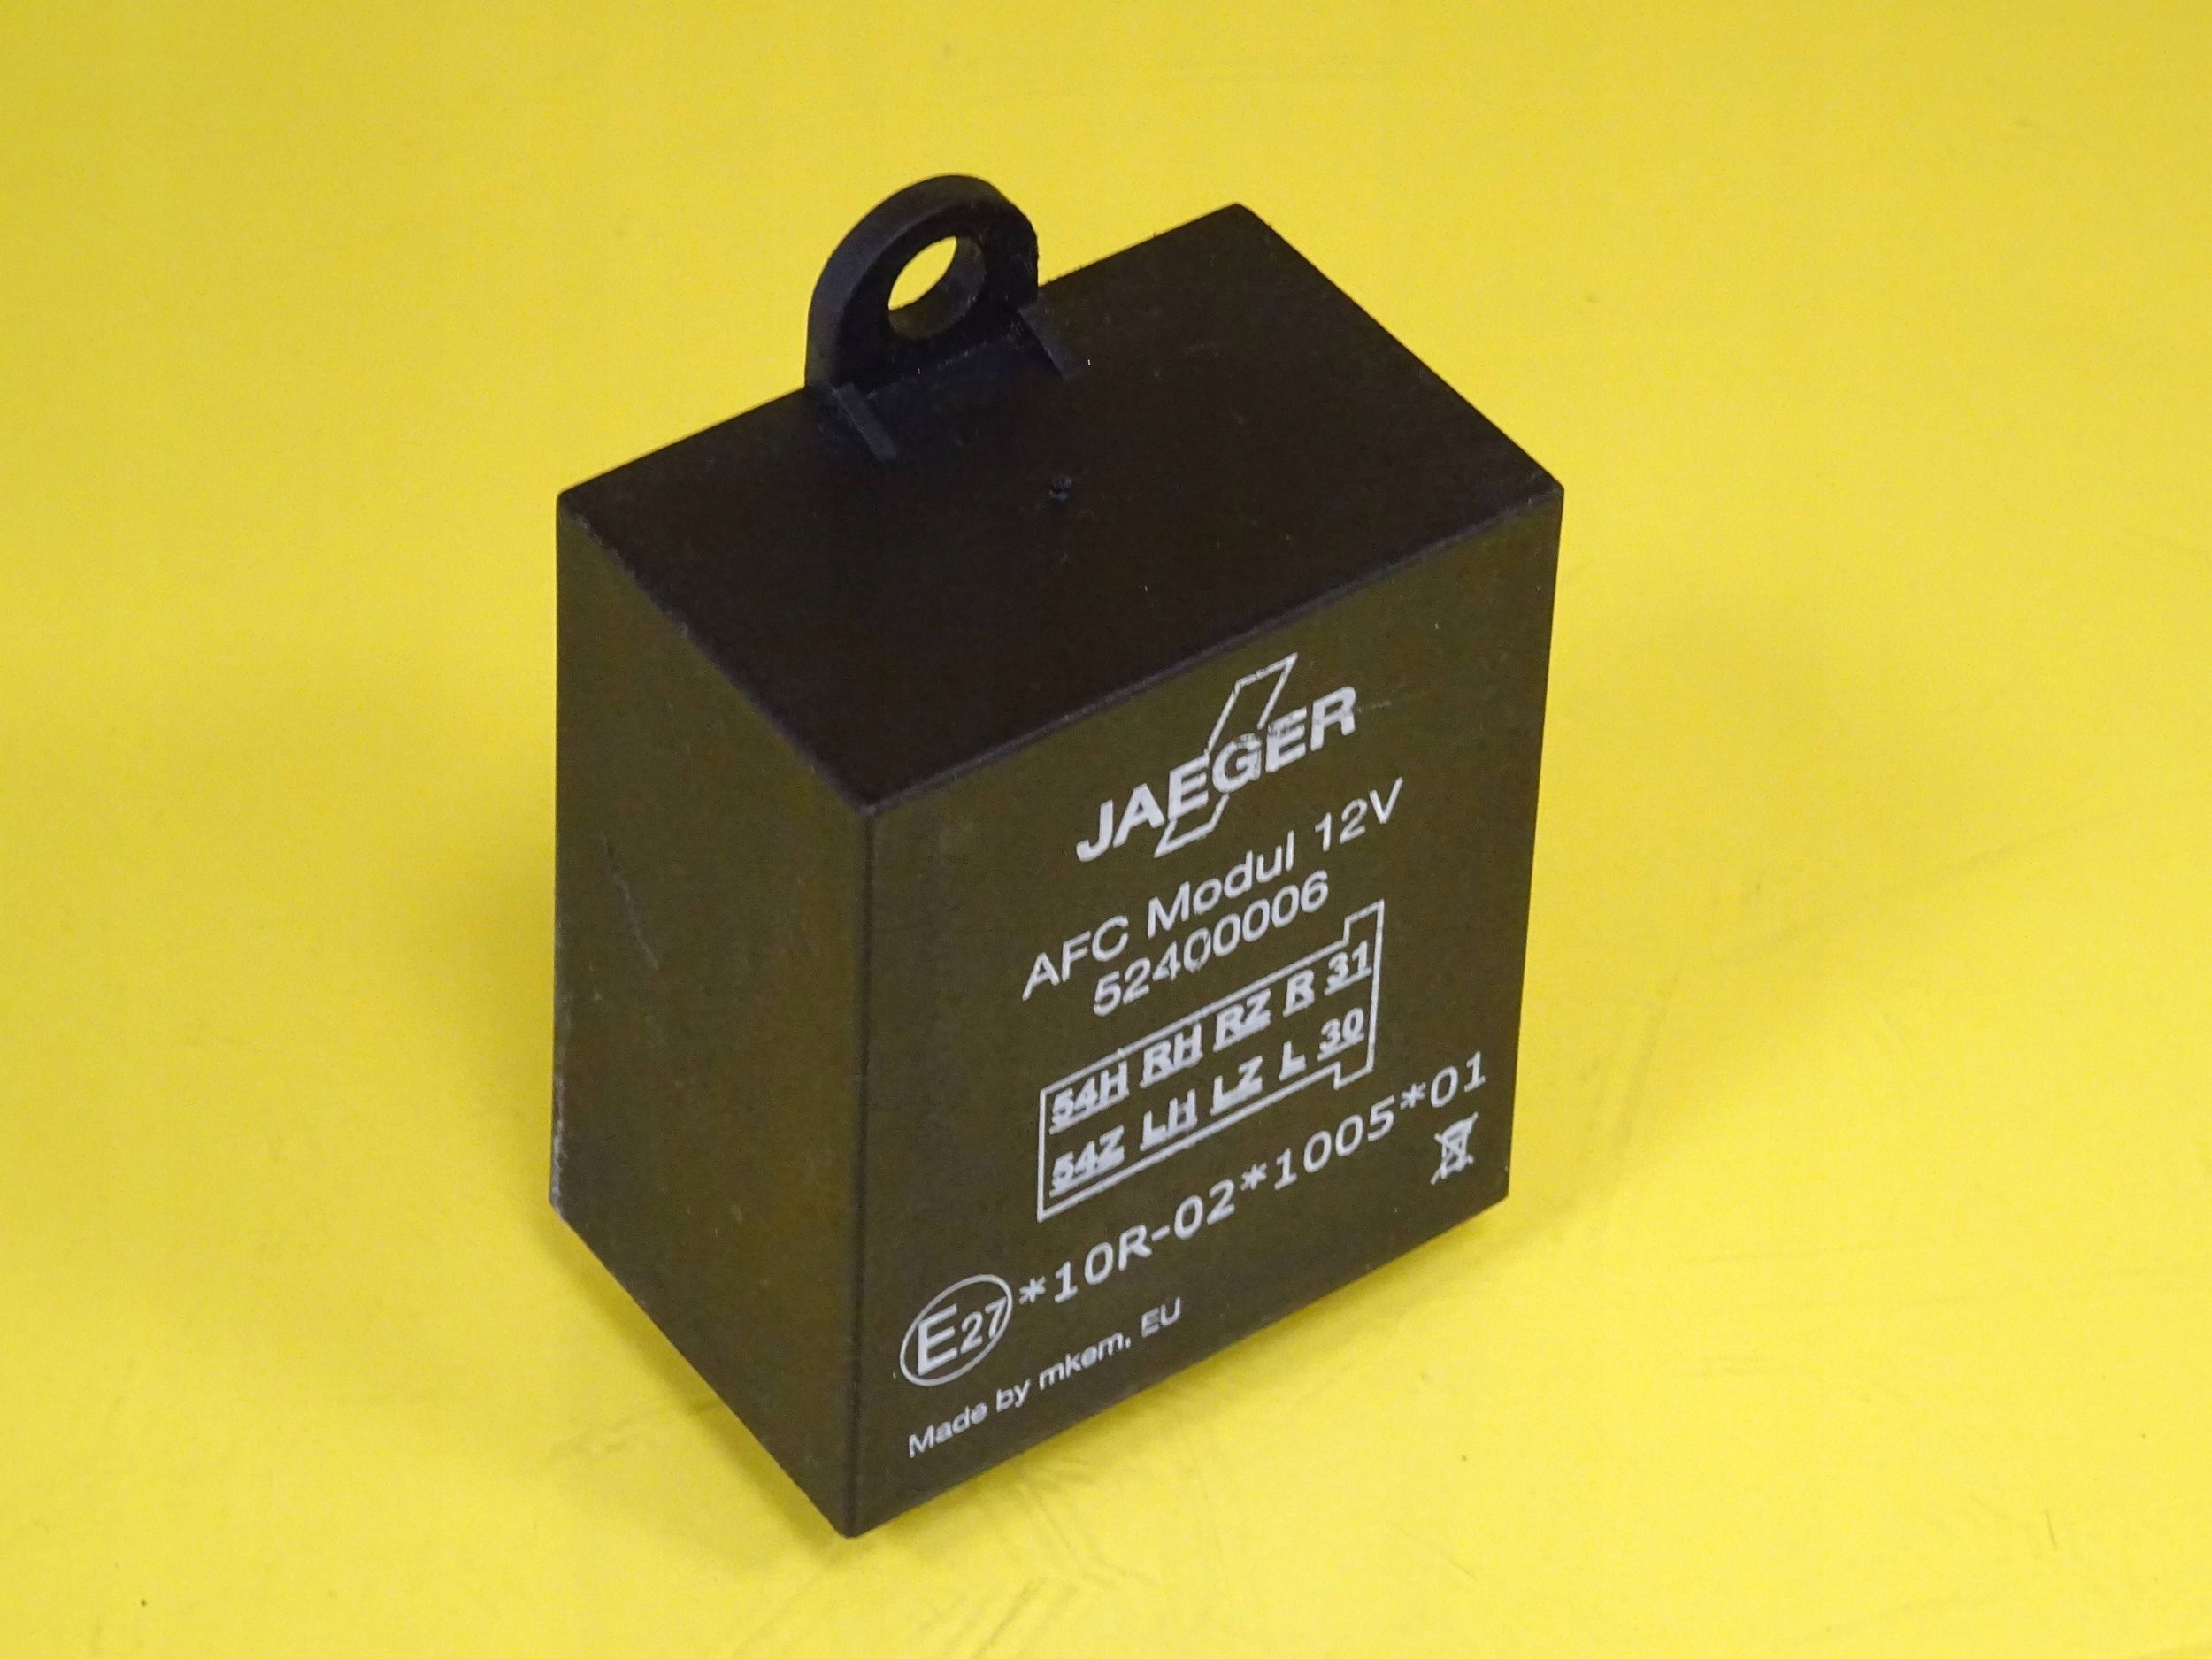 JAEGER
AFC Modul 12V
52400006
54H RH RZ R 31
54Z LH LZ L 30
E27 *10R-02*1005*01
Made by mkem, EU